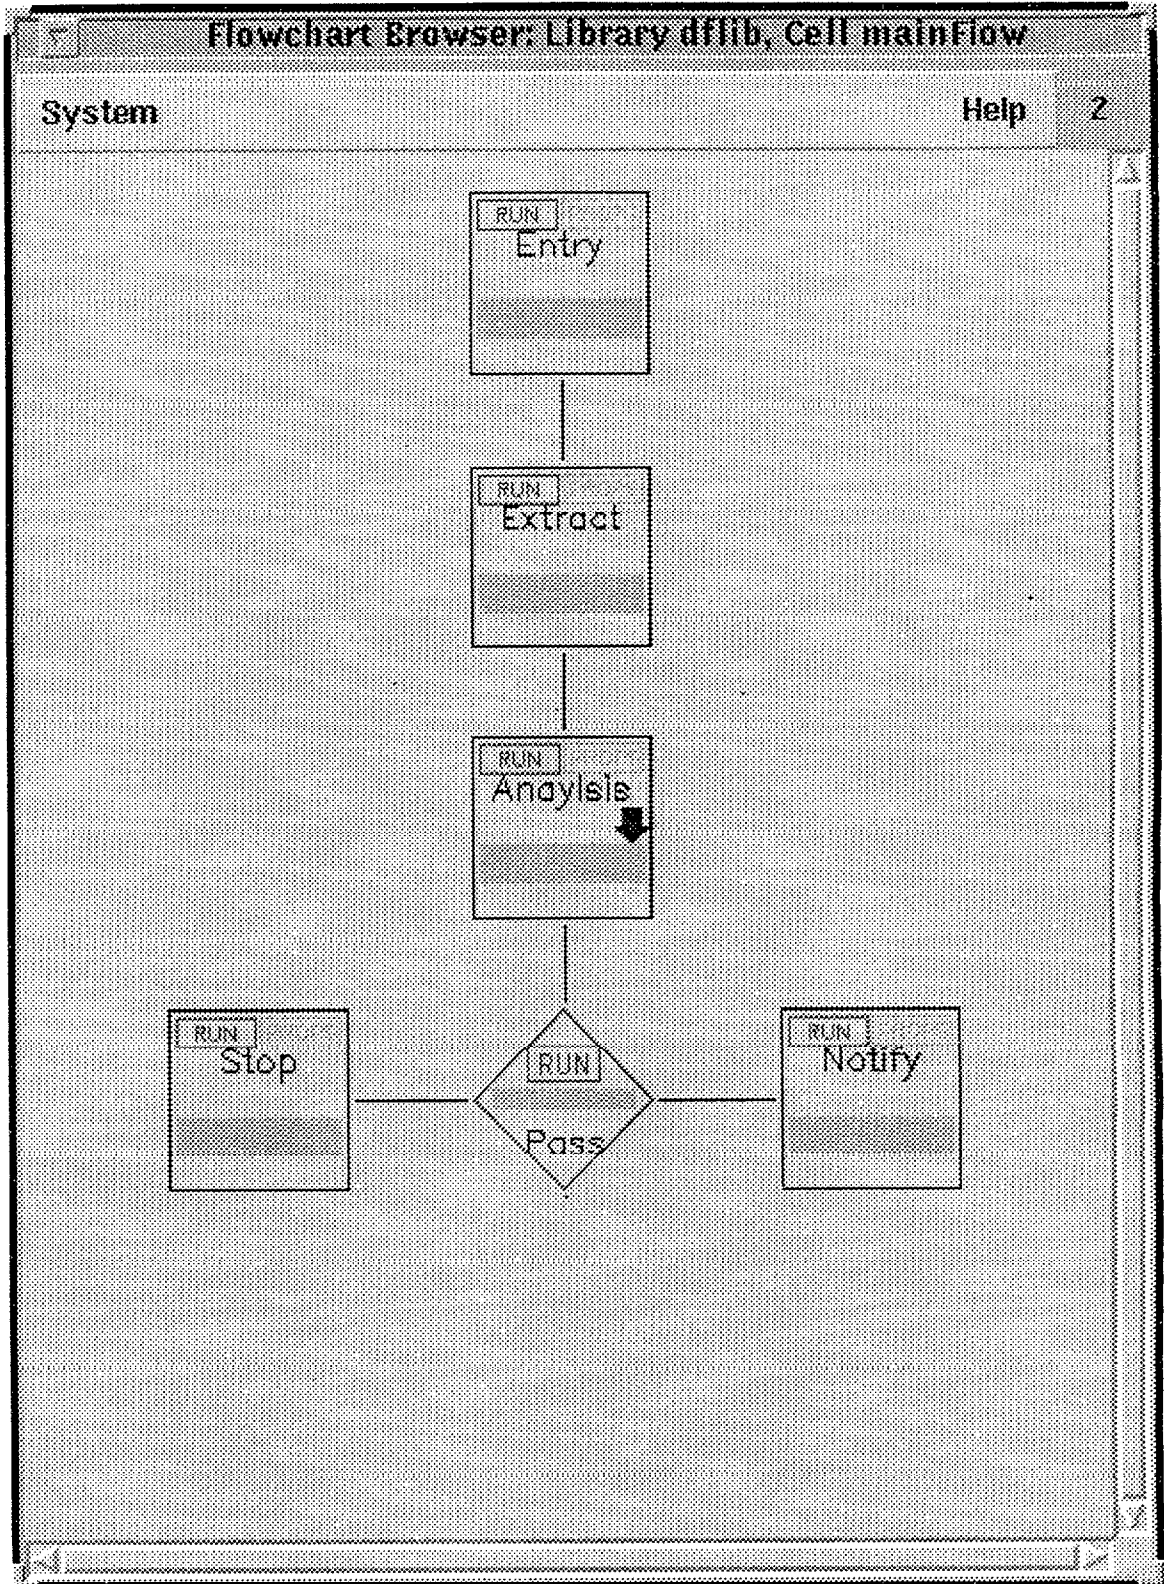 Flowchart Browser: Library dflib, Cell mainFlow
System Help 2
RUN
Entry
RUN
Extract
RUN
Anaylsis
RUN
Stop
RUN
Pass
RUN
Notify